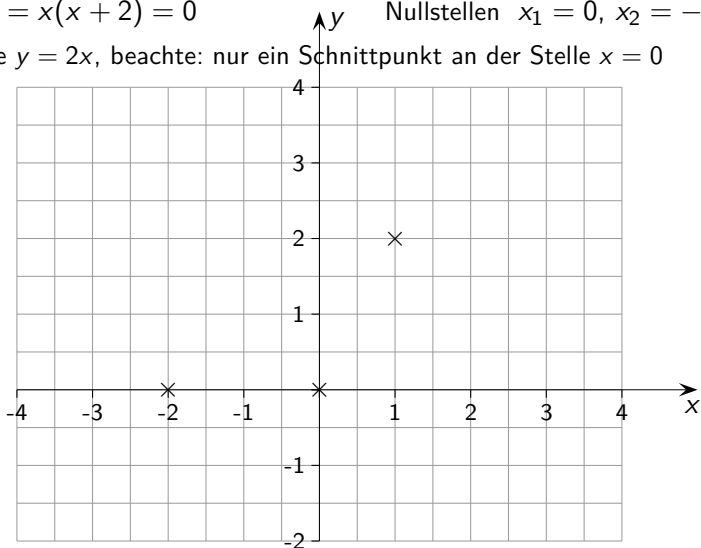 = x(x + 2) = 0 y Nullstellen x₁ = 0, x₂ = −
y = 2x, beachte: nur ein Schnittpunkt an der Stelle x = 0
4
3
2
1
-4 -3 -2 -1 1 2 3 4 x
-1
-2